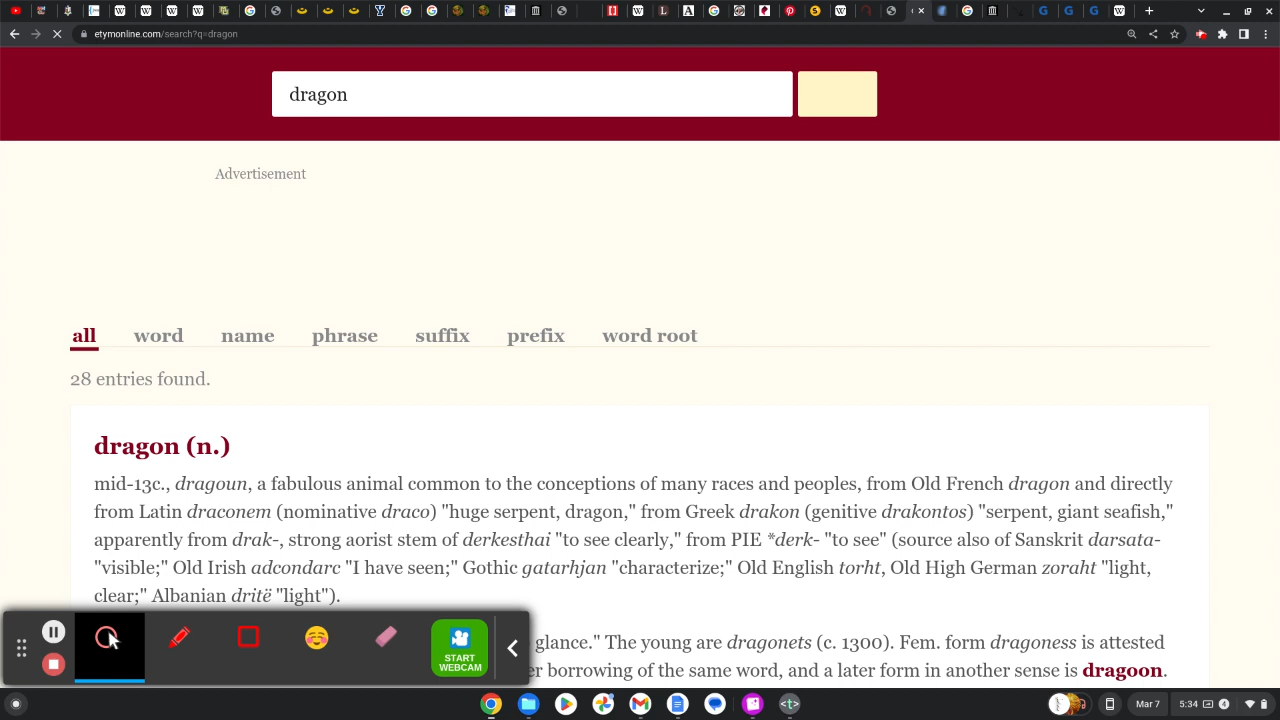 etymonline.com/search?q=dragon
dragon
Advertisement
all word name phrase suffix prefix word root
28 entries found.
dragon (n.)
mid-13c., dragoun, a fabulous animal common to the conceptions of many races and peoples, from Old French dragon and directly
from Latin draconem (nominative draco) "huge serpent, dragon," from Greek drakon (genitive drakontos) "serpent, giant seafish,"
apparently from drak-, strong aorist stem of derkesthai "to see clearly," from PIE *derk- "to see" (source also of Sanskrit darsata-
"visible;" Old Irish adcondarc "I have seen;" Gothic gatarhjan "characterize;" Old English torht, Old High German zoraht "light,
clear;" Albanian dritë "light").
glance." The young are dragonets (c. 1300). Fem. form dragoness is attested
borrowing of the same word, and a later form in another sense is dragoon.
START
WEBCAM
Mar 7 5:34